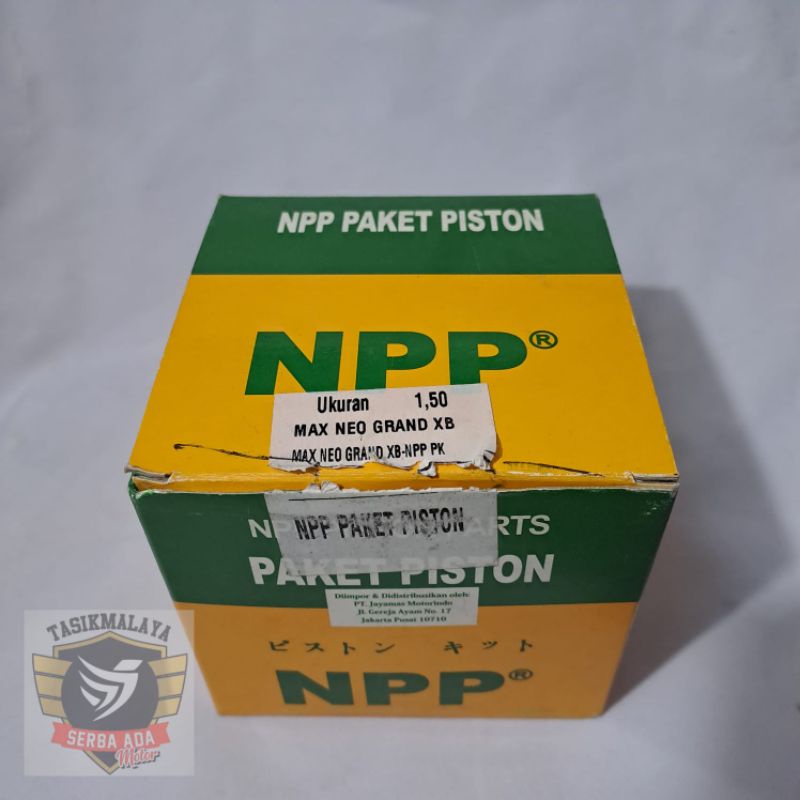 NPP PAKET PISTON
NPP®
Ukuran 1,50
MAX NEO GRAND XB
MAX NEO GRAND XB-NPP PK
NPP PAKET PISTON
PAKET PISTON
Diimpor & Didistribusikan oleh:
PT. Jayamas Motorindo
Jl. Gereja Ayam No. 17
Jakarta Pusat 10710
ピストン キット
NPP®
TASIKMALAYA
SERBA ADA
Motor